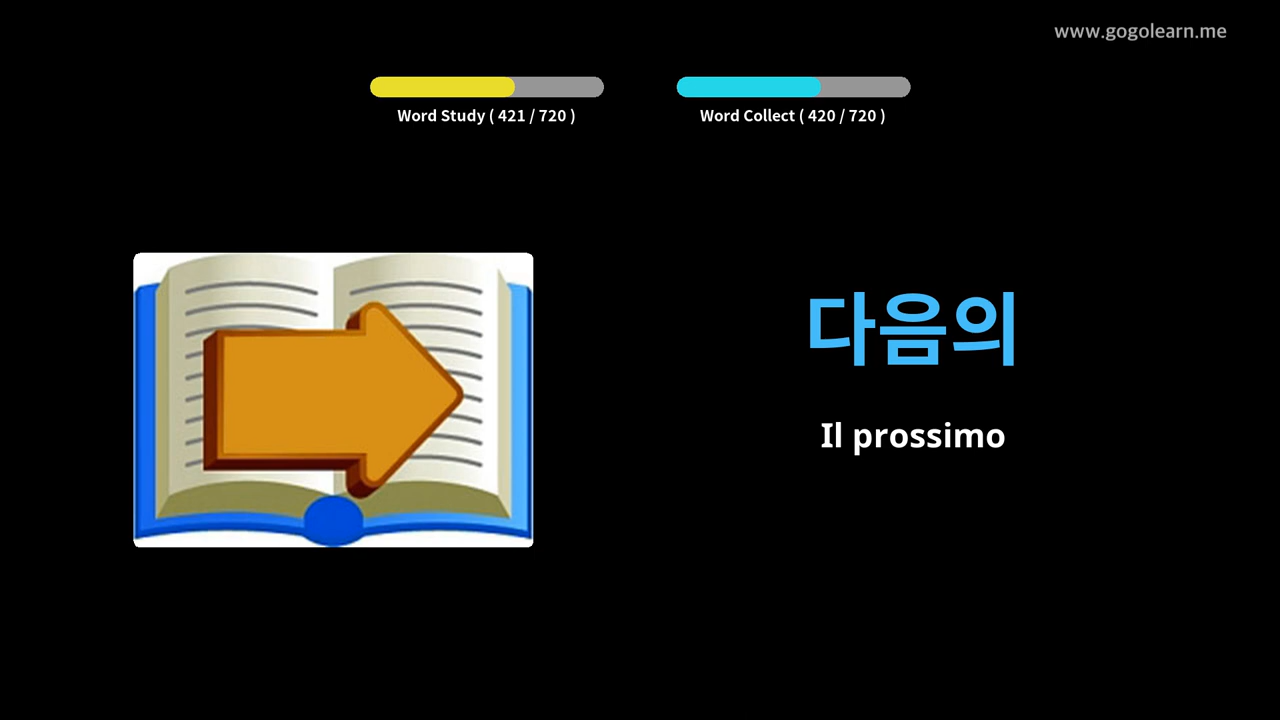 www.gogolearn.me
Word Study ( 421 / 720 )
Word Collect ( 420 / 720 )
다음의
Il prossimo